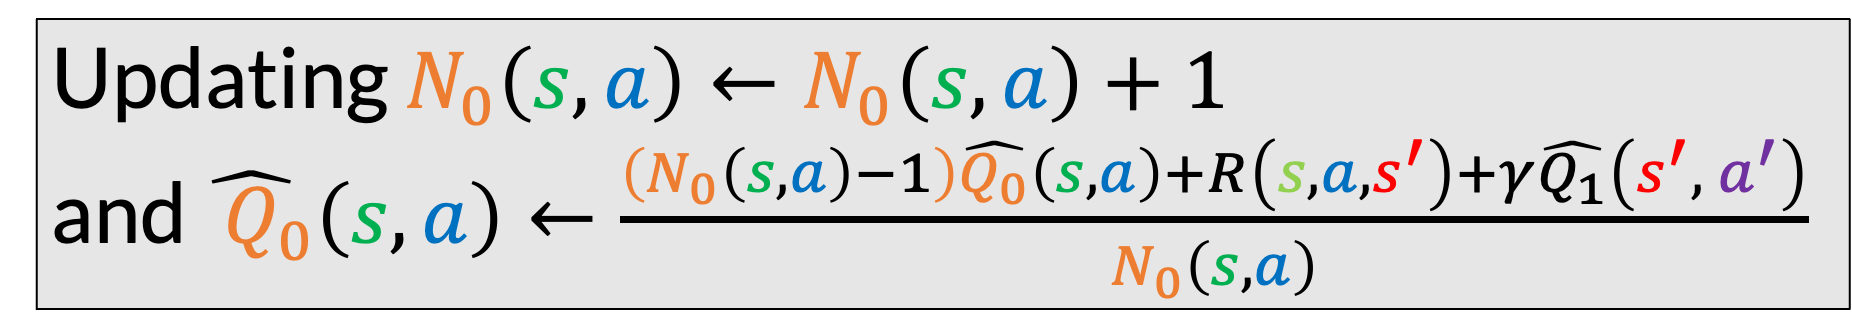 Updating N₀(s, a) ← N₀(s, a) + 1
and Q̂₀(s, a) ← ((N₀(s,a)−1)Q̂₀(s,a)+R(s,a,s′)+γQ̂₁(s′, a′)) / N₀(s,a)